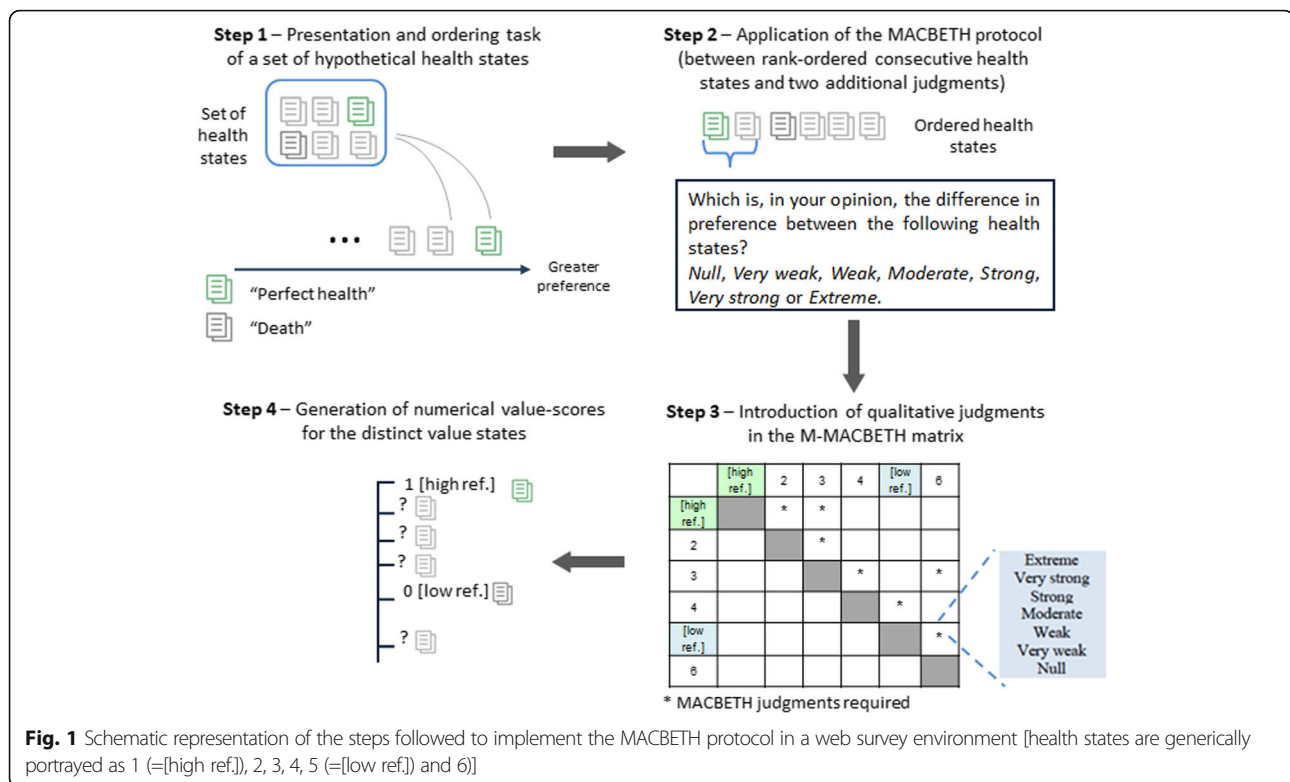 Step 1 – Presentation and ordering task
of a set of hypothetical health states
Set of
health
states
...
Greater
preference
"Perfect health"
"Death"
Step 2 – Application of the MACBETH protocol
(between rank-ordered consecutive health
states and two additional judgments)
Ordered health
states
Which is, in your opinion, the difference in
preference between the following health
states?
Null, Very weak, Weak, Moderate, Strong,
Very strong or Extreme.
Step 3 – Introduction of qualitative judgments
in the M-MACBETH matrix
[high ref.] 2 3 4 [low ref.] 6
[high ref.] * *
2 *
3 * *
4 *
[low ref.] *
6
* MACBETH judgments required
Extreme
Very strong
Strong
Moderate
Weak
Very weak
Null
Step 4 – Generation of numerical value-scores
for the distinct value states
1 [high ref.]
?
?
?
0 [low ref.]
?
Fig. 1 Schematic representation of the steps followed to implement the MACBETH protocol in a web survey environment [health states are generically
portrayed as 1 (=[high ref.]), 2, 3, 4, 5 (=[low ref.]) and 6)]